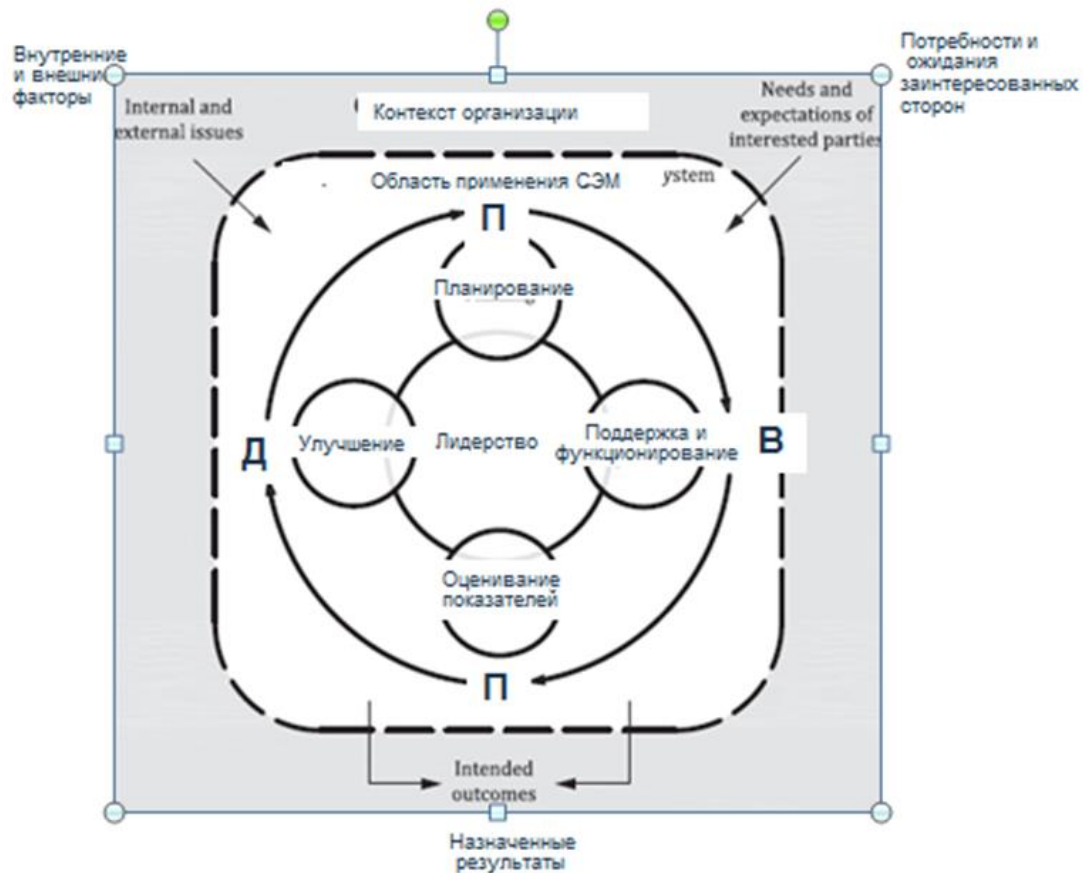 Внутренние
и внешни
факторы
Потребности и
ожидания
заинтересованных
сторон
Internal and
external issues
Контекст организации
Needs and
expectations of
interested parties
Область применения СЭМ
ystem
П
Планирование
Д
Улучшение
Лидерство
Поддержка и
функционирование
В
Оценивание
показателей
П
Intended
outcomes
Назначенные
результаты